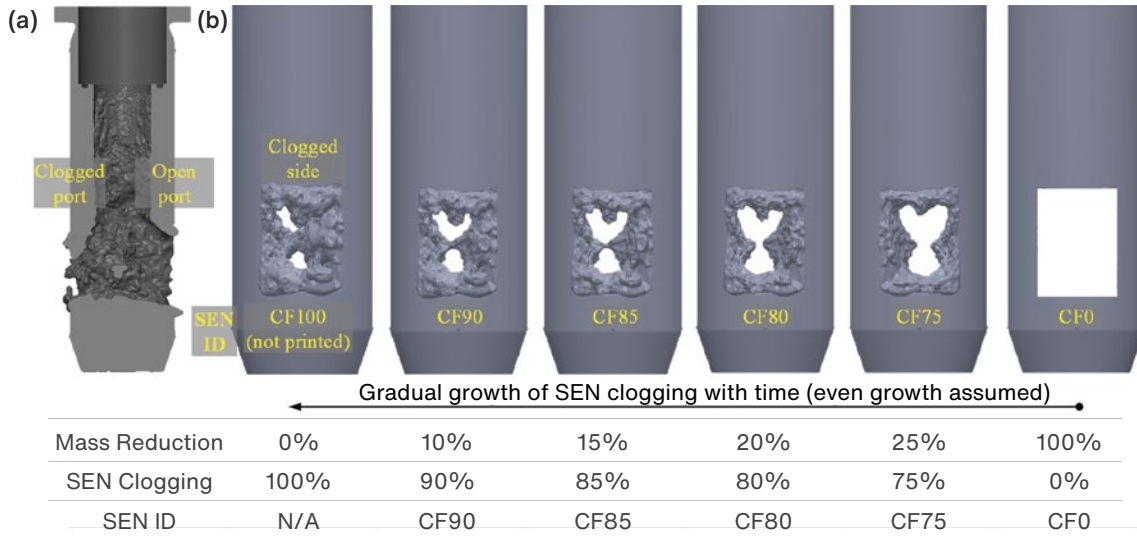 (a)
(b)
Clogged
port
Open
port
Clogged
side
SEN
ID
CF100
(not printed)
CF90
CF85
CF80
CF75
CF0
Gradual growth of SEN clogging with time (even growth assumed)
Mass Reduction 0% 10% 15% 20% 25% 100%
SEN Clogging 100% 90% 85% 80% 75% 0%
SEN ID N/A CF90 CF85 CF80 CF75 CF0